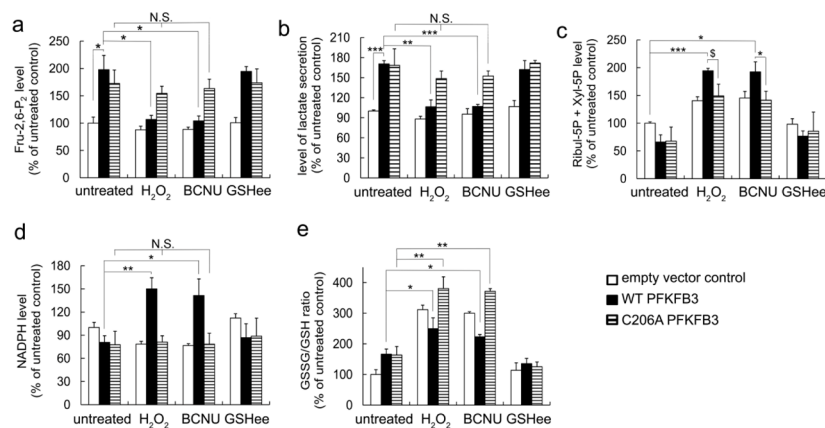 a
Fru-2,6-P2 level
(% of untreated control)
250
200
150
100
50
0
N.S.
*
*
*
untreated
H2O2
BCNU
GSHee
b
level of lactate secretion
(% of untreated control)
210
180
150
120
90
60
30
0
N.S.
***
**
***
untreated
H2O2
BCNU
GSHee
c
Ribul-5P + Xyl-5P level
(% of untreated control)
250
200
150
100
50
0
*
***
$
*
untreated
H2O2
BCNU
GSHee
d
NADPH level
(% of untreated control)
180
150
120
90
60
30
0
N.S.
*
**
untreated
H2O2
BCNU
GSHee
e
GSSG/GSH ratio
(% of untreated control)
400
300
200
100
0
**
**
*
*
untreated
H2O2
BCNU
GSHee
empty vector control
WT PFKFB3
C206A PFKFB3